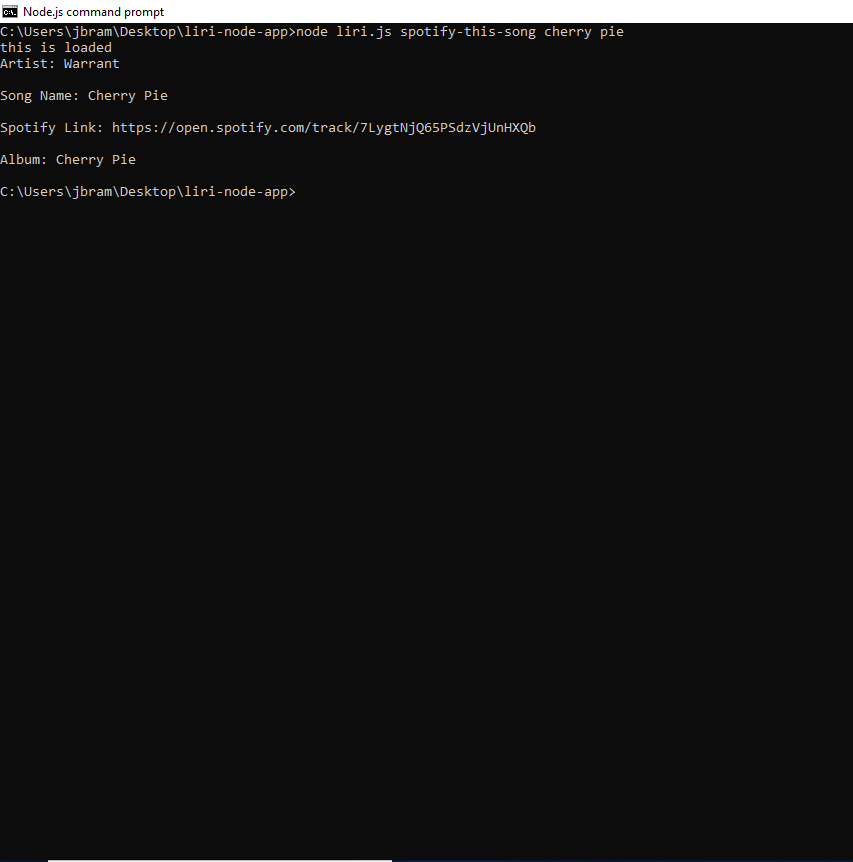 Node.js command prompt
C:\Users\jbram\Desktop\liri-node-app>node liri.js spotify-this-song cherry pie
this is loaded
Artist: Warrant
Song Name: Cherry Pie
Spotify Link: https://open.spotify.com/track/7LygtNjQ65PSdzVjUnHXQb
Album: Cherry Pie
C:\Users\jbram\Desktop\liri-node-app>